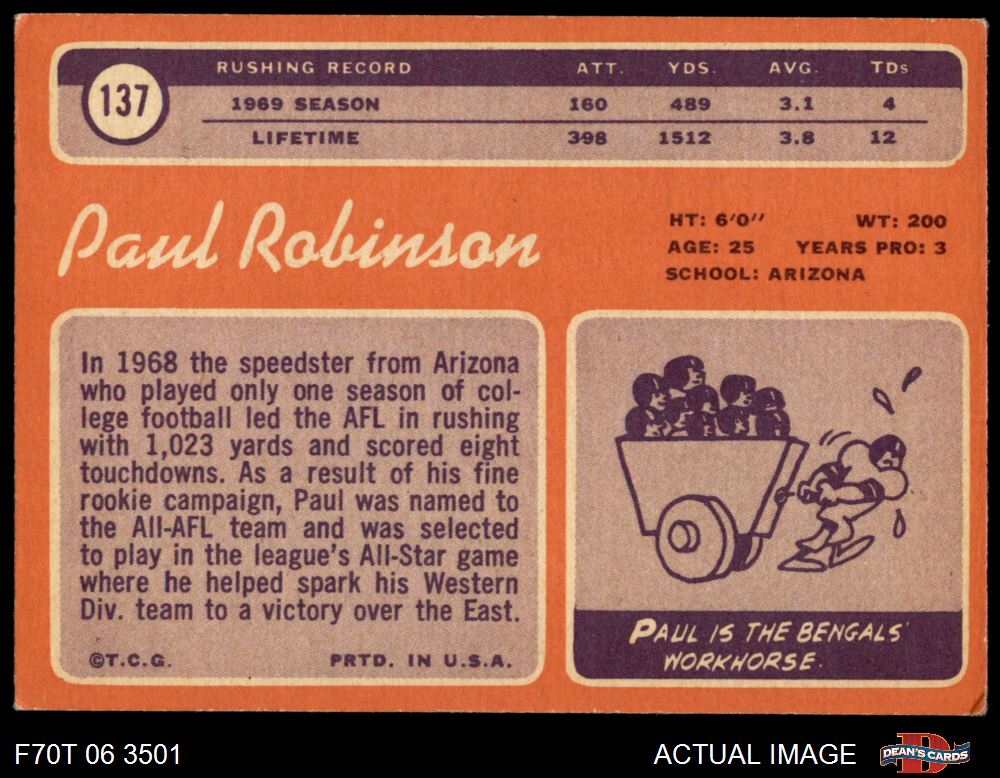 137
RUSHING RECORD ATT. YDS. AVG. TDs
1969 SEASON 160 489 3.1 4
LIFETIME 398 1512 3.8 12
Paul Robinson
HT: 6'0" WT: 200
AGE: 25 YEARS PRO: 3
SCHOOL: ARIZONA
In 1968 the speedster from Arizona
who played only one season of col-
lege football led the AFL in rushing
with 1,023 yards and scored eight
touchdowns. As a result of his fine
rookie campaign, Paul was named to
the All-AFL team and was selected
to play in the league's All-Star game
where he helped spark his Western
Div. team to a victory over the East.
©T.C.G. PRTD. IN U.S.A.
PAUL IS THE BENGALS'
WORKHORSE.
F70T 06 3501
ACTUAL IMAGE
D
DEAN'S CARDS